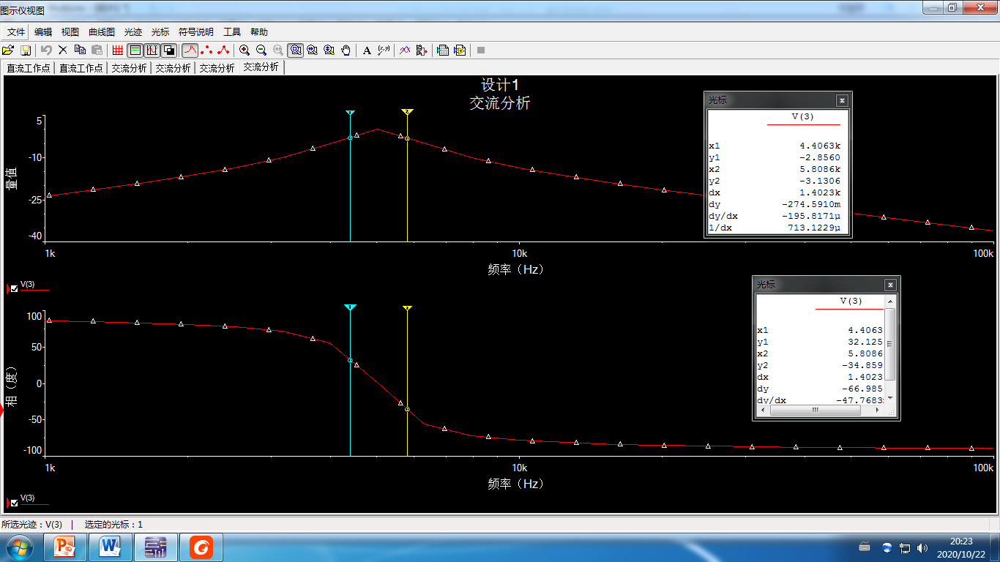 图示仪视图
文件 编辑 视图 曲线图 光迹 光标 符号说明 工具 帮助
直流工作点 直流工作点 交流分析 交流分析 交流分析 交流分析
设计1
交流分析
5
-10
-25
-40
量值
1k 10k 100k
频率（Hz）
V(3)
1 2
光标
V(3)
x1 4.4063k
y1 -2.8560
x2 5.8086k
y2 -3.1306
dx 1.4023k
dy -274.5910m
dy/dx -195.8171µ
1/dx 713.1229µ
100
50
0
-50
-100
相（度）
1k 10k 100k
频率（Hz）
V(3)
1 2
光标
V(3)
x1 4.4063
y1 32.125
x2 5.8086
y2 -34.859
dx 1.4023
dy -66.985
dy/dx -47.7683
所选光迹：V(3) | 选定的光标：1
20:23
2020/10/22